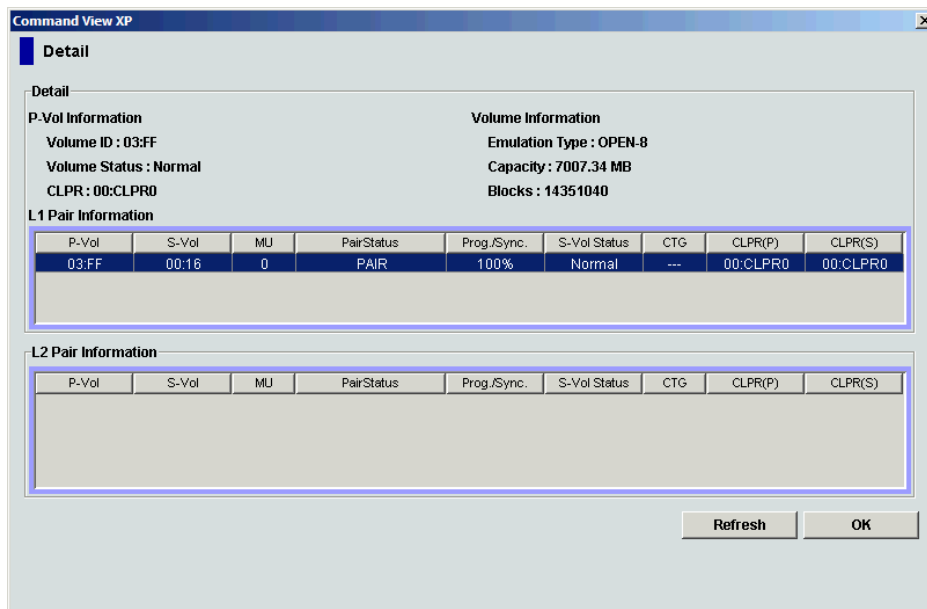 Command View XP
Detail
Detail
P-Vol Information
Volume ID : 03:FF
Volume Status : Normal
CLPR : 00:CLPR0
Volume Information
Emulation Type : OPEN-8
Capacity : 7007.34 MB
Blocks : 14351040
L1 Pair Information
P-Vol S-Vol MU PairStatus Prog./Sync. S-Vol Status CTG CLPR(P) CLPR(S)
03:FF 00:16 0 PAIR 100% Normal --- 00:CLPR0 00:CLPR0
L2 Pair Information
P-Vol S-Vol MU PairStatus Prog./Sync. S-Vol Status CTG CLPR(P) CLPR(S)
Refresh OK